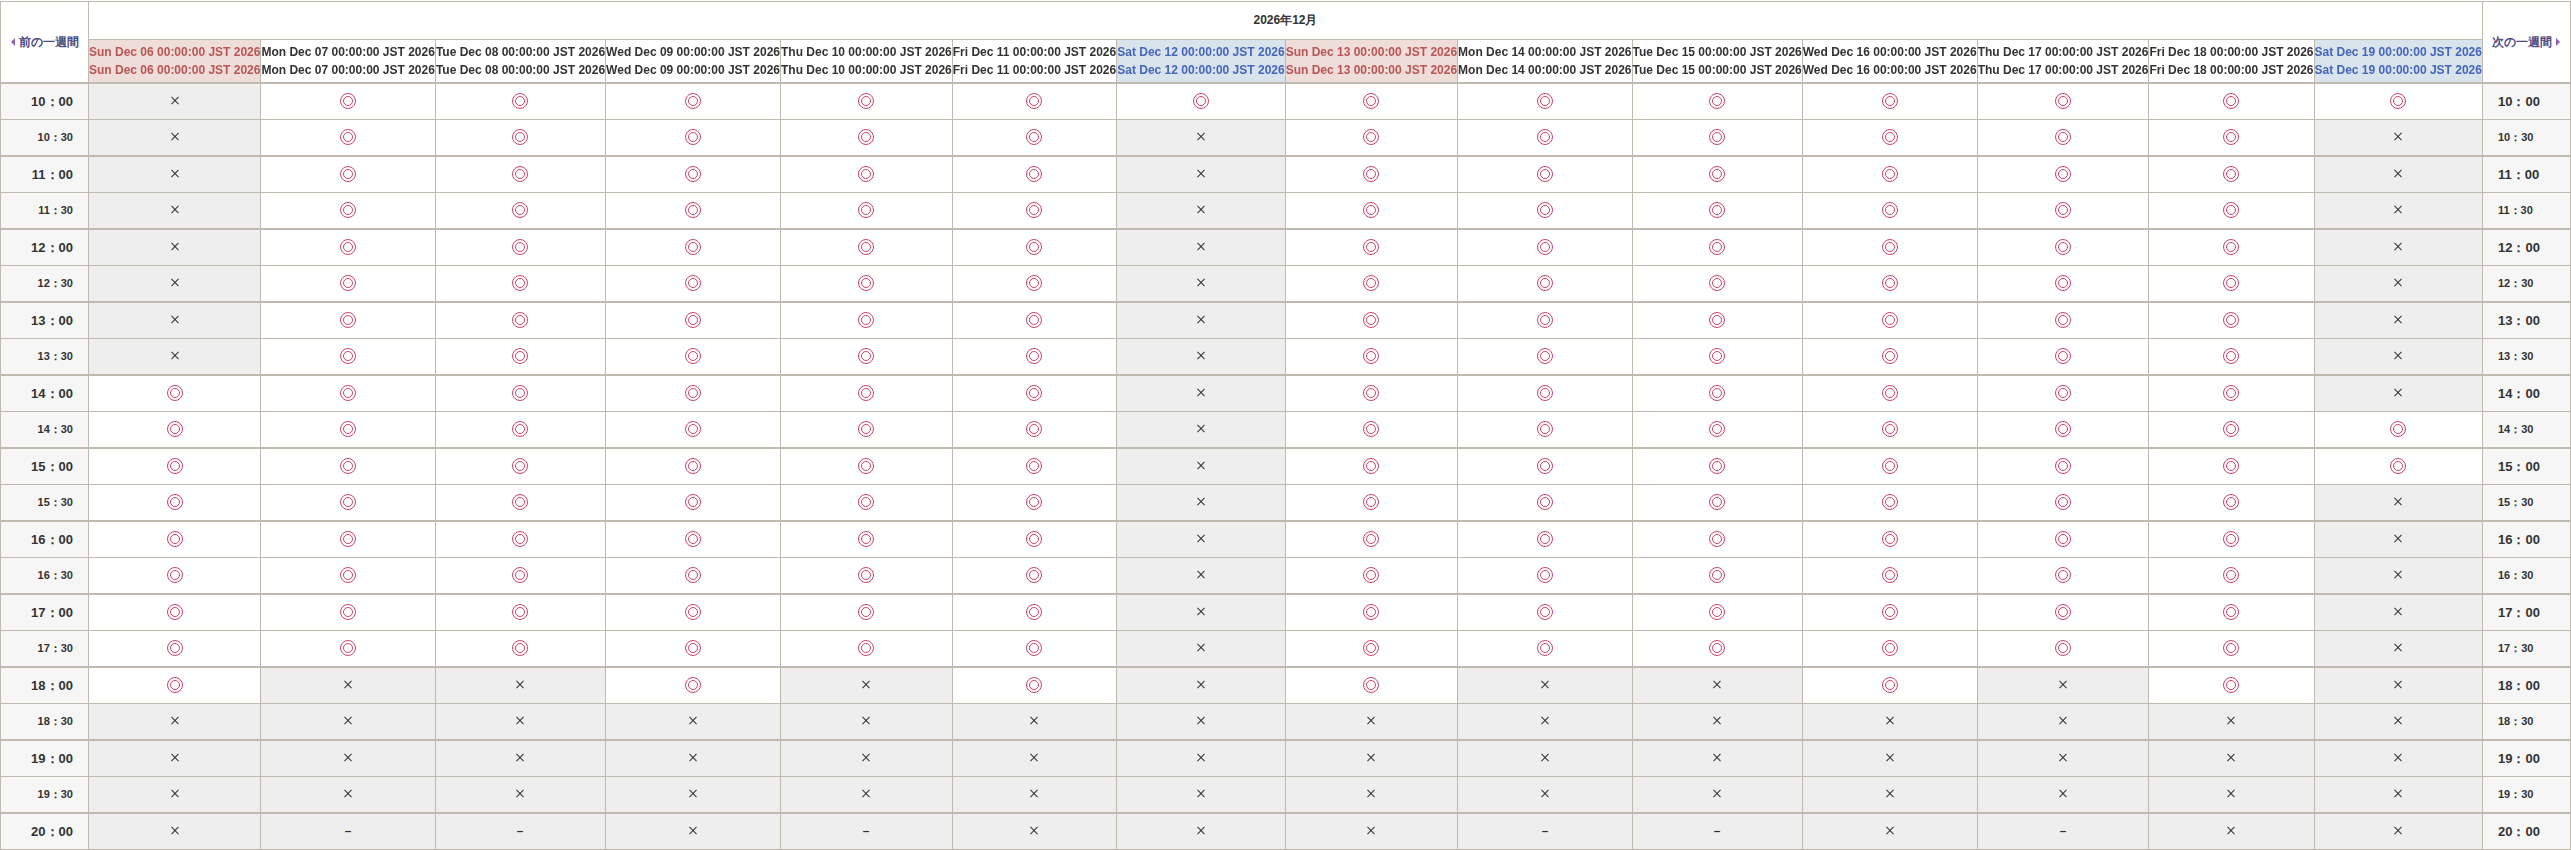 2026年12月
前の一週間 次の一週間
Sun Dec 06 00:00:00 JST 2026 Mon Dec 07 00:00:00 JST 2026 Tue Dec 08 00:00:00 JST 2026 Wed Dec 09 00:00:00 JST 2026 Thu Dec 10 00:00:00 JST 2026 Fri Dec 11 00:00:00 JST 2026 Sat Dec 12 00:00:00 JST 2026 Sun Dec 13 00:00:00 JST 2026 Mon Dec 14 00:00:00 JST 2026 Tue Dec 15 00:00:00 JST 2026 Wed Dec 16 00:00:00 JST 2026 Thu Dec 17 00:00:00 JST 2026 Fri Dec 18 00:00:00 JST 2026 Sat Dec 19 00:00:00 JST 2026
Sun Dec 06 00:00:00 JST 2026 Mon Dec 07 00:00:00 JST 2026 Tue Dec 08 00:00:00 JST 2026 Wed Dec 09 00:00:00 JST 2026 Thu Dec 10 00:00:00 JST 2026 Fri Dec 11 00:00:00 JST 2026 Sat Dec 12 00:00:00 JST 2026 Sun Dec 13 00:00:00 JST 2026 Mon Dec 14 00:00:00 JST 2026 Tue Dec 15 00:00:00 JST 2026 Wed Dec 16 00:00:00 JST 2026 Thu Dec 17 00:00:00 JST 2026 Fri Dec 18 00:00:00 JST 2026 Sat Dec 19 00:00:00 JST 2026
10：00 × ◎ ◎ ◎ ◎ ◎ ◎ ◎ ◎ ◎ ◎ ◎ ◎ ◎ 10：00
10：30 × ◎ ◎ ◎ ◎ ◎ × ◎ ◎ ◎ ◎ ◎ ◎ × 10：30
11：00 × ◎ ◎ ◎ ◎ ◎ × ◎ ◎ ◎ ◎ ◎ ◎ × 11：00
11：30 × ◎ ◎ ◎ ◎ ◎ × ◎ ◎ ◎ ◎ ◎ ◎ × 11：30
12：00 × ◎ ◎ ◎ ◎ ◎ × ◎ ◎ ◎ ◎ ◎ ◎ × 12：00
12：30 × ◎ ◎ ◎ ◎ ◎ × ◎ ◎ ◎ ◎ ◎ ◎ × 12：30
13：00 × ◎ ◎ ◎ ◎ ◎ × ◎ ◎ ◎ ◎ ◎ ◎ × 13：00
13：30 × ◎ ◎ ◎ ◎ ◎ × ◎ ◎ ◎ ◎ ◎ ◎ × 13：30
14：00 ◎ ◎ ◎ ◎ ◎ ◎ × ◎ ◎ ◎ ◎ ◎ ◎ × 14：00
14：30 ◎ ◎ ◎ ◎ ◎ ◎ × ◎ ◎ ◎ ◎ ◎ ◎ ◎ 14：30
15：00 ◎ ◎ ◎ ◎ ◎ ◎ × ◎ ◎ ◎ ◎ ◎ ◎ ◎ 15：00
15：30 ◎ ◎ ◎ ◎ ◎ ◎ × ◎ ◎ ◎ ◎ ◎ ◎ × 15：30
16：00 ◎ ◎ ◎ ◎ ◎ ◎ × ◎ ◎ ◎ ◎ ◎ ◎ × 16：00
16：30 ◎ ◎ ◎ ◎ ◎ ◎ × ◎ ◎ ◎ ◎ ◎ ◎ × 16：30
17：00 ◎ ◎ ◎ ◎ ◎ ◎ × ◎ ◎ ◎ ◎ ◎ ◎ × 17：00
17：30 ◎ ◎ ◎ ◎ ◎ ◎ × ◎ ◎ ◎ ◎ ◎ ◎ × 17：30
18：00 ◎ × × ◎ × ◎ × ◎ × × ◎ × ◎ × 18：00
18：30 × × × × × × × × × × × × × × 18：30
19：00 × × × × × × × × × × × × × × 19：00
19：30 × × × × × × × × × × × × × × 19：30
20：00 × － － × － × × × － － × － × × 20：00